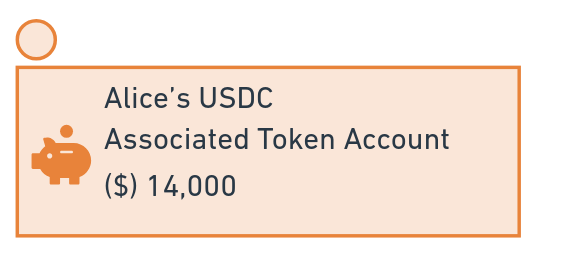 Alice’s USDC
Associated Token Account
($) 14,000